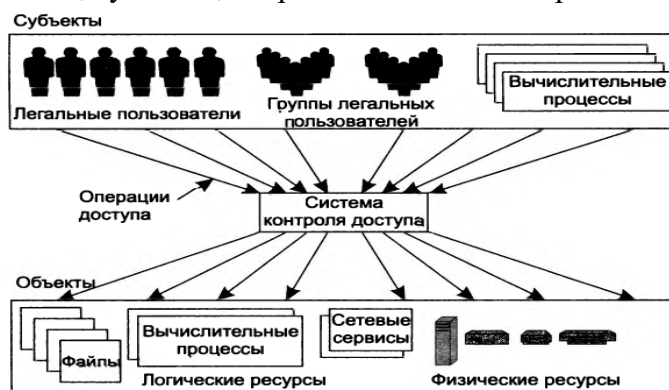 Субъекты
Легальные пользователи
Группы легальных
пользователей
Вычислительные
процессы
Операции
доступа
Система
контроля доступа
Объекты
Файлы
Вычислительные
процессы
Сетевые
сервисы
Логические ресурсы
Физические ресурсы